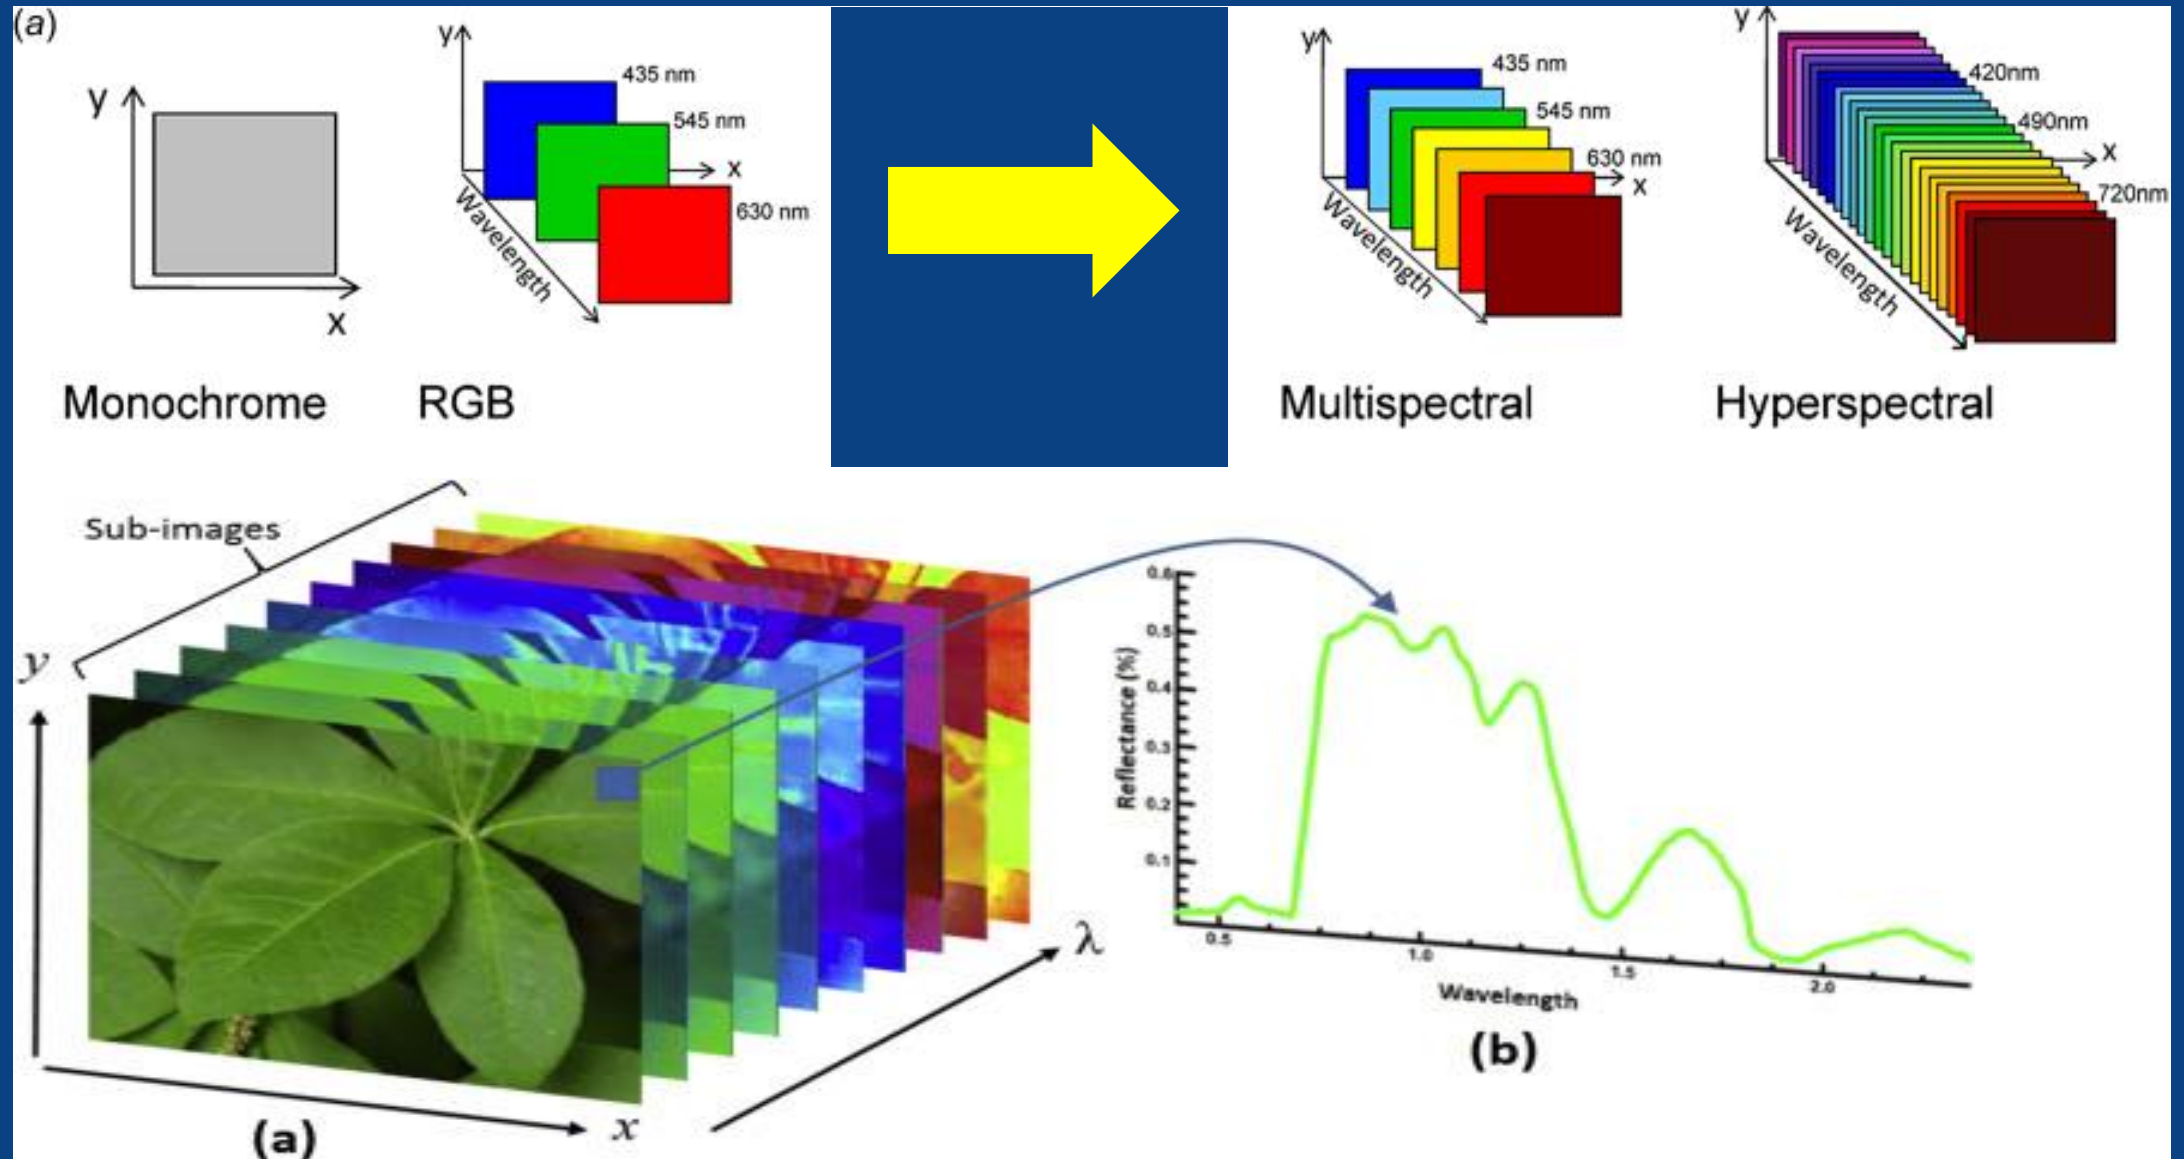 (a)
y
x
Monochrome
y
435 nm
545 nm
x
630 nm
Wavelength
RGB
y
435 nm
545 nm
630 nm
x
Wavelength
Multispectral
y
420nm
490nm
x
720nm
Wavelength
Hyperspectral
Sub-images
y
x
λ
(a)
0.6
0.5
0.4
0.3
0.2
0.1
Reflectance (%)
0.5
1.0
1.5
2.0
Wavelength
(b)